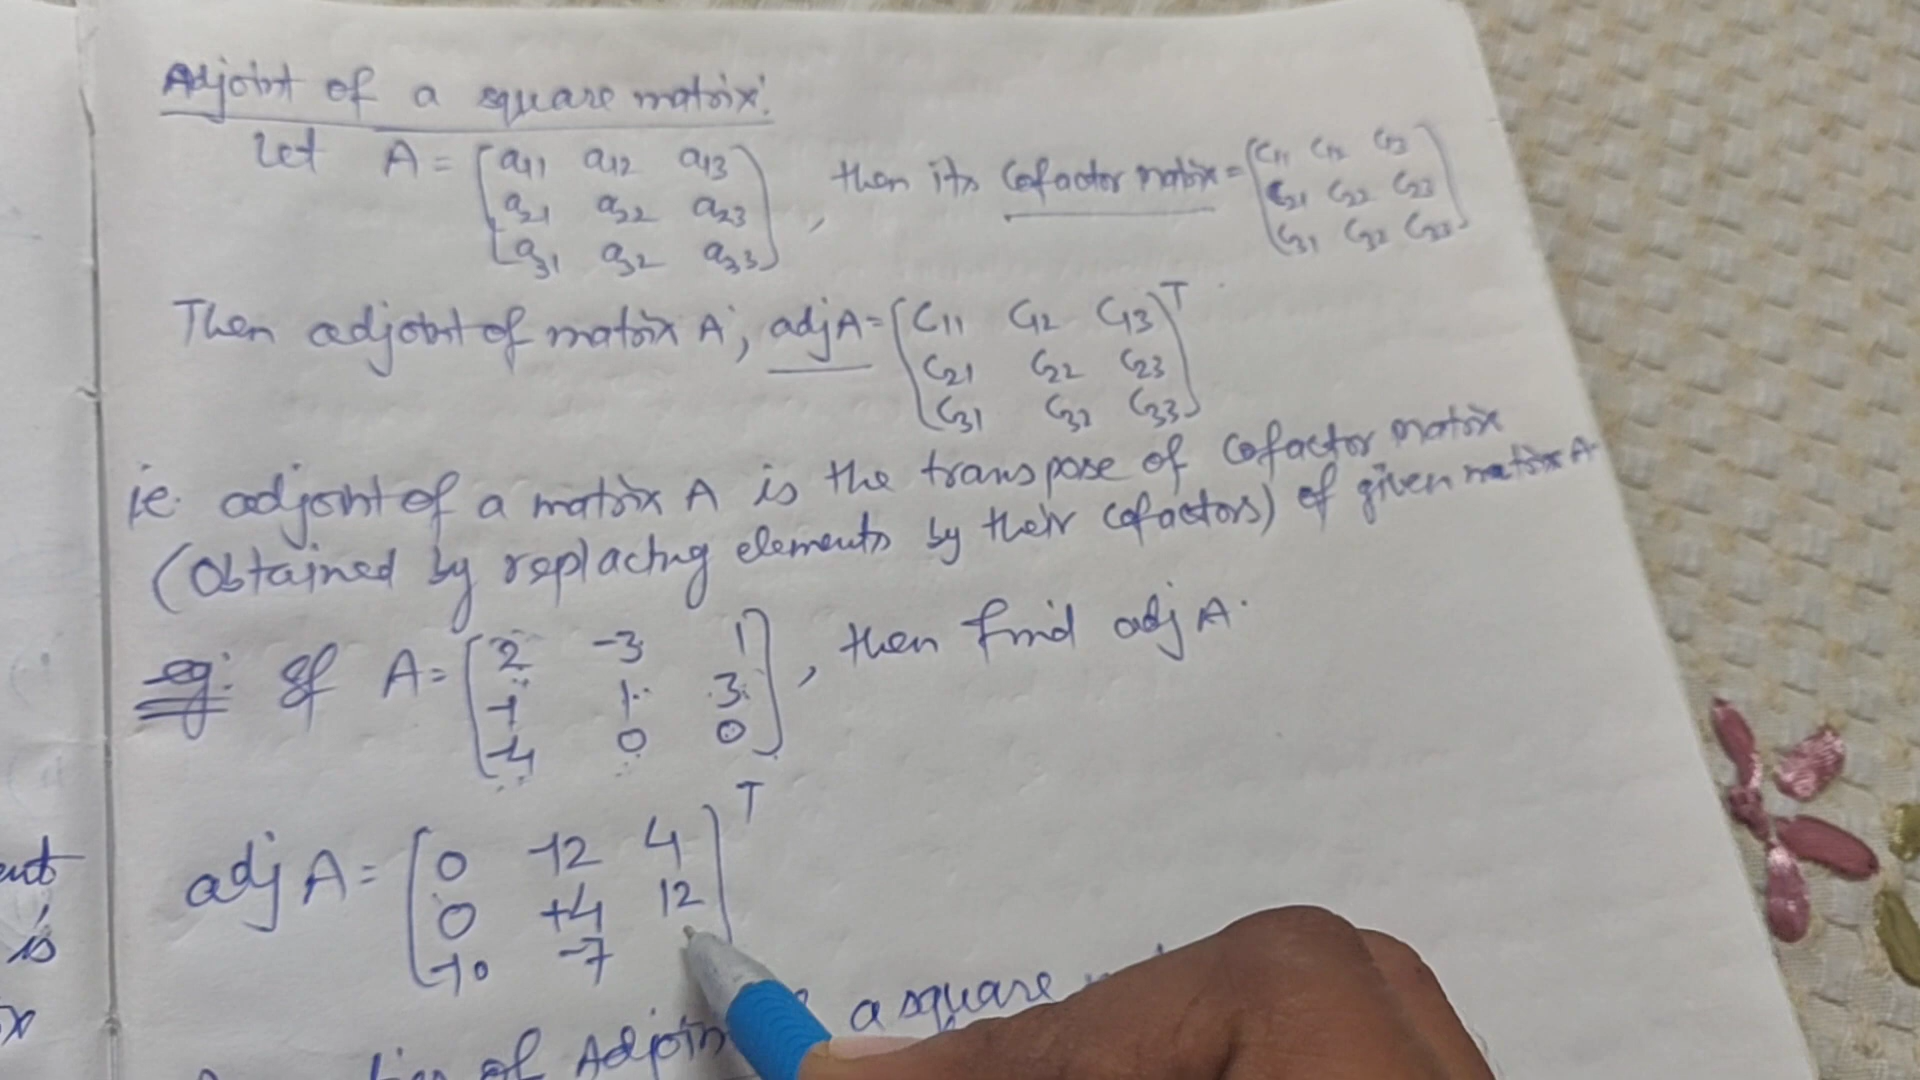 Adjoint of a square matrix:
Let A = [a11 a12 a13
a21 a22 a23
a31 a32 a33] , then its Cofactor matrix = [C11 C12 C13
C21 C22 C23
C31 C32 C33]
Then adjoint of matrix A, adj A = [C11 C12 C13
C21 C22 C23
C31 C32 C33]T
ie. adjoint of a matrix A is the transpose of Cofactor matrix
(Obtained by replacing elements by their cofactors) of given matrix A.
eg: If A = [2 -3 1
-1 1 3
-4 0 0] , then find adj A.
adj A = [0 -12 4
0 +4 12
-10 -7 ]T
of Adjoin a square
is